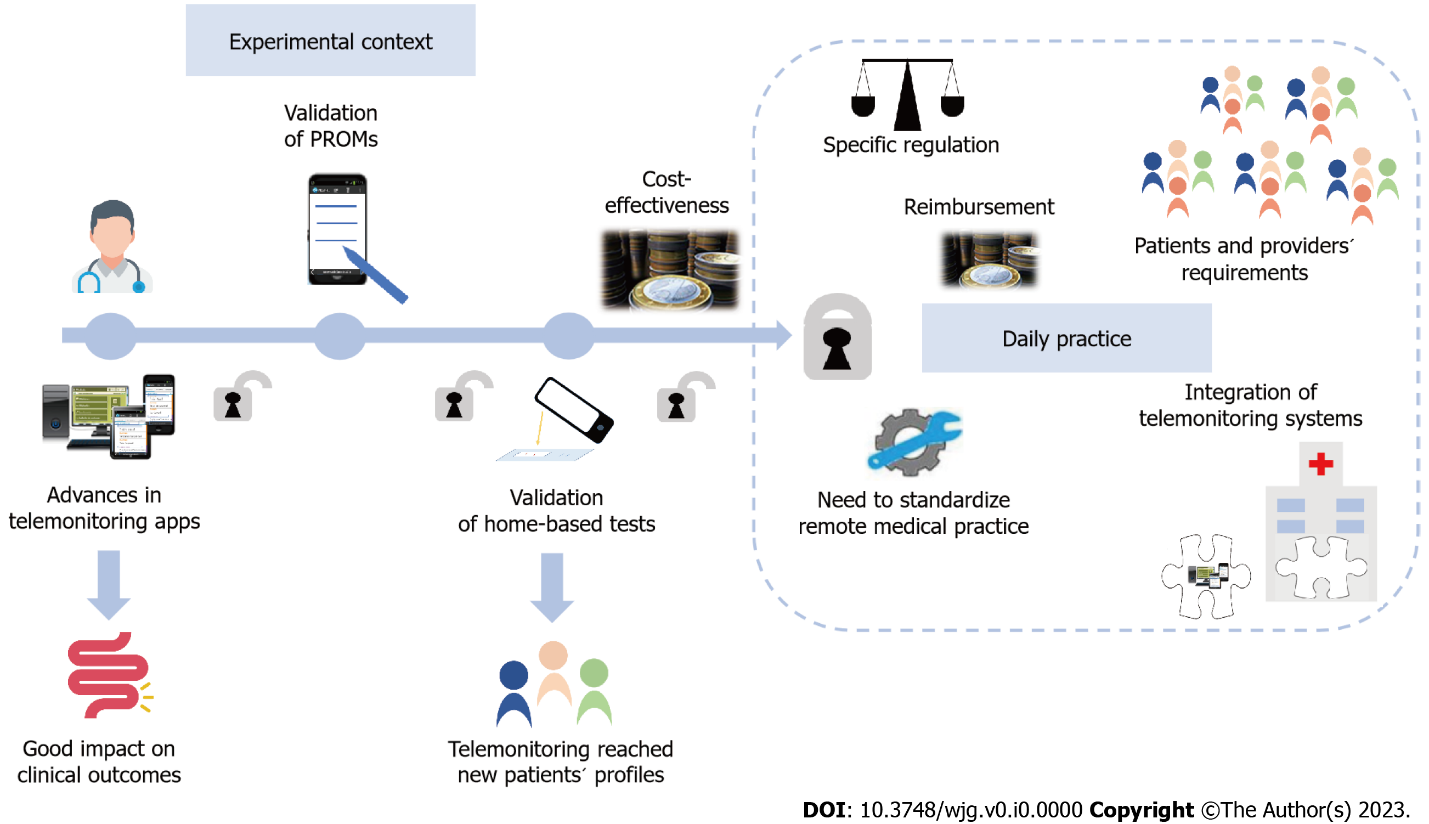 Experimental context
Validation
of PROMs
Cost-
effectiveness
Advances in
telemonitoring apps
Validation
of home-based tests
Good impact on
clinical outcomes
Telemonitoring reached
new patients´ profiles
Specific regulation
Reimbursement
Patients and providers´
requirements
Daily practice
Need to standardize
remote medical practice
Integration of
telemonitoring systems
DOI: 10.3748/wjg.v0.i0.0000 Copyright ©The Author(s) 2023.